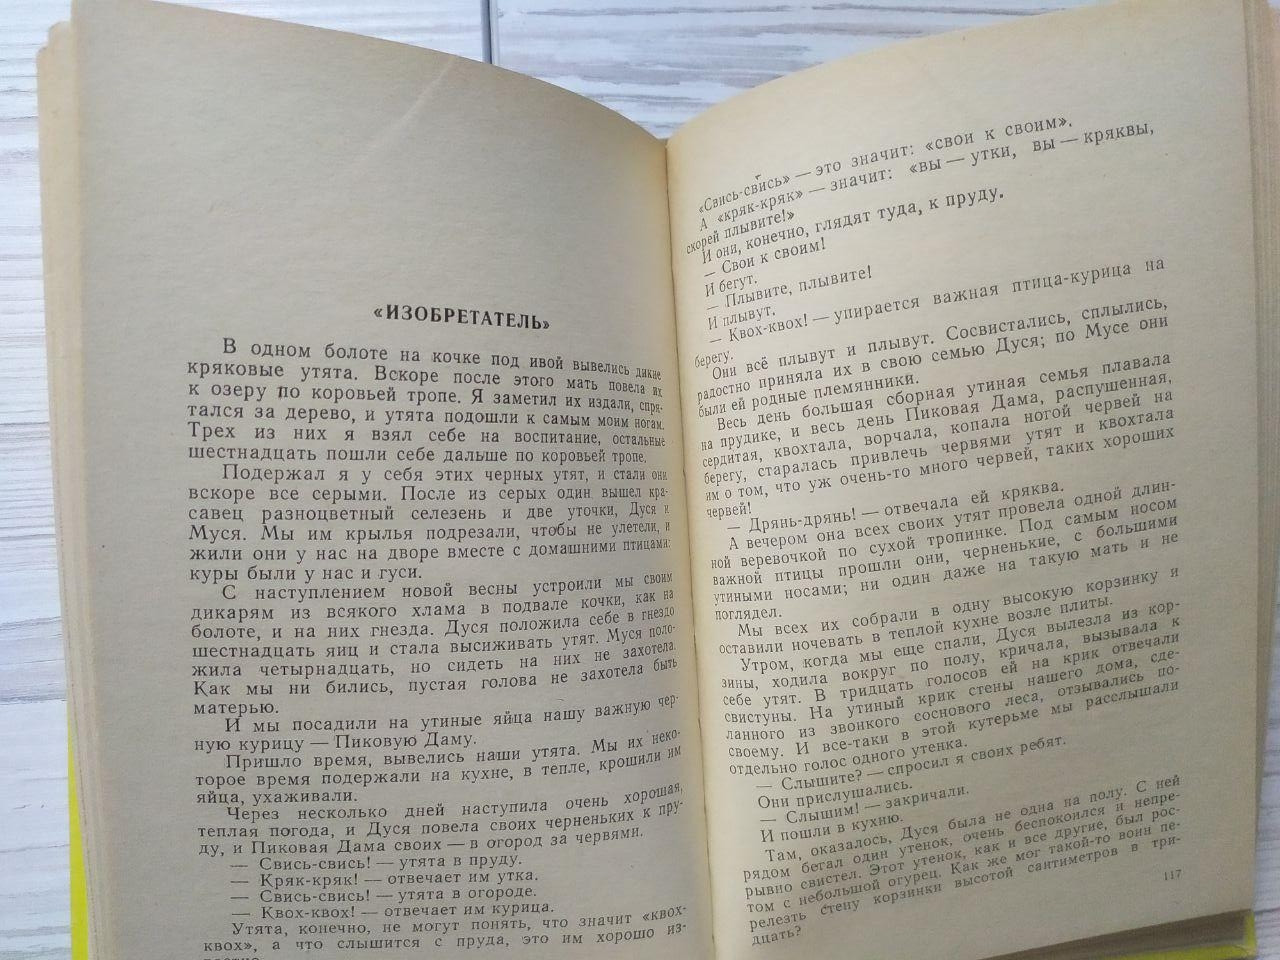 «ИЗОБРЕТАТЕЛЬ»
В одном болоте на кочке под ивой вывелись дикие
кряковые утята. Вскоре после этого мать повела их
к озеру по коровьей тропе. Я заметил их издали, спря-
тался за дерево, и утята подошли к самым моим ногам.
Трех из них я взял себе на воспитание, остальные
шестнадцать пошли себе дальше по коровьей тропе.
Подержал я у себя этих черных утят, и стали они
вскоре все серыми. После из серых один вышел кра-
савец разноцветный селезень и две уточки, Дуся и
Муся. Мы им крылья подрезали, чтобы не улетели, и
жили они у нас на дворе вместе с домашними птицами:
куры были у нас и гуси.
С наступлением новой весны устроили мы своим
дикарям из всякого хлама в подвале кочки, как на
болоте, и на них гнезда. Дуся положила себе в гнездо
шестнадцать яиц и стала высиживать утят. Муся поло-
жила четырнадцать, но сидеть на них не захотела.
Как мы ни бились, пустая голова не захотела быть
матерью.
И мы посадили на утиные яйца нашу важную чер-
ную курицу — Пиковую Даму.
Пришло время, вывелись наши утята. Мы их неко-
торое время подержали на кухне, в тепле, крошили им
яйца, ухаживали.
Через несколько дней наступила очень хорошая,
теплая погода, и Дуся повела своих черненьких к пру-
ду, и Пиковая Дама своих — в огород за червями.
— Свись-свись! — утята в пруду.
— Кряк-кряк! — отвечает им утка.
— Свись-свись! — утята в огороде.
— Квох-квох! — отвечает им курица.
Утята, конечно, не могут понять, что значит «квох-
квох», а что слышится с пруда, это им хорошо из-
«Свись-свись» — это значит: «свои к своим».
А «кряк-кряк» — значит: «вы — утки, вы — кряквы,
скорей плывите!»
И они, конечно, глядят туда, к пруду.
— Свои к своим!
И бегут.
— Плывите, плывите!
И плывут.
— Квох-квох! — упирается важная птица-курица на
берегу.
Они всё плывут и плывут. Сосвистались, сплылись,
радостно приняла их в свою семью Дуся; по Мусе они
были ей родные племянники.
Весь день большая сборная утиная семья плавала
на прудике, и весь день Пиковая Дама, распушенная,
сердитая, квохтала, ворчала, копала ногой червей на
берегу, старалась привлечь червями утят и квохтала
им о том, что уж очень-то много червей, таких хороших
червей!
— Дрянь-дрянь! — отвечала ей кряква.
А вечером она всех своих утят провела одной длин-
ной веревочкой по сухой тропинке. Под самым носом
важной птицы прошли они, черненькие, с большими
утиными носами; ни один даже на такую мать и не
поглядел.
Мы всех их собрали в одну высокую корзинку и
оставили ночевать в теплой кухне возле плиты.
Утром, когда мы еще спали, Дуся вылезла из кор-
зины, ходила вокруг по полу, кричала, вызывала к
себе утят. В тридцать голосов ей на крик отвечали
свистуны. На утиный крик стены нашего дома, сде-
ланного из звонкого соснового леса, отзывались по-
своему. И все-таки в этой кутерьме мы расслышали
отдельно голос одного утенка.
— Слышите? — спросил я своих ребят.
Они прислушались.
— Слышим! — закричали.
И пошли в кухню.
Там, оказалось, Дуся была не одна на полу. С ней
рядом бегал один утенок, очень беспокоился и непре-
рывно свистел. Этот утенок, как и все другие, был рос-
том с небольшой огурец. Как же мог такой-то воин пе-
релезть стену корзинки высотой сантиметров в три-
дцать?
117